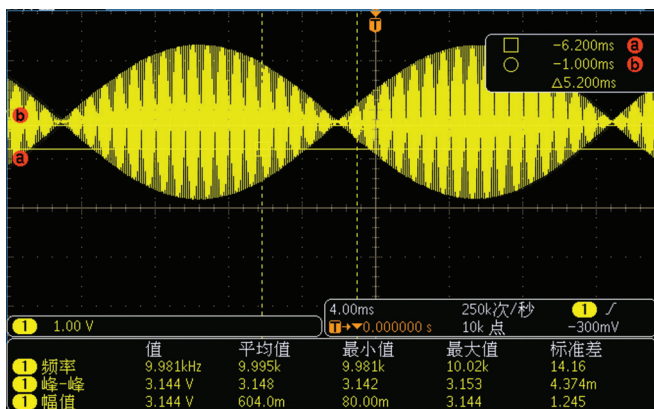 T
□ -6.200ms a
○ -1.000ms b
△5.200ms
b
a
1 1.00 V
4.00ms 250k次/秒 1 ∫
T→▼0.000000 s 10k 点 -300mV
值 平均值 最小值 最大值 标准差
1 频率 9.981kHz 9.995k 9.981k 10.02k 14.16
1 峰-峰 3.144 V 3.148 3.142 3.153 4.374m
1 幅值 3.144 V 604.0m 80.00m 3.144 1.245